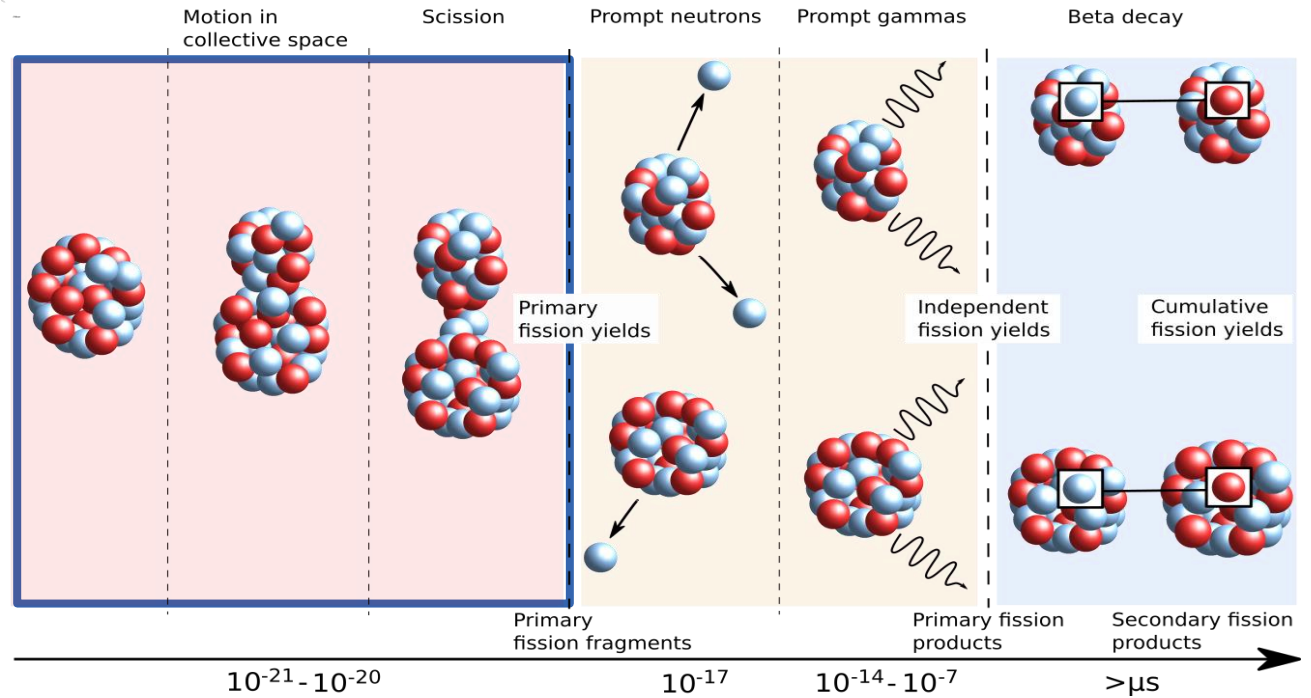 Motion in
collective space
Scission
Prompt neutrons
Prompt gammas
Beta decay
Primary
fission yields
Independent
fission yields
Cumulative
fission yields
Primary
fission fragments
Primary fission
products
Secondary fission
products
10⁻²¹ - 10⁻²⁰
10⁻¹⁷
10⁻¹⁴ - 10⁻⁷
>μs